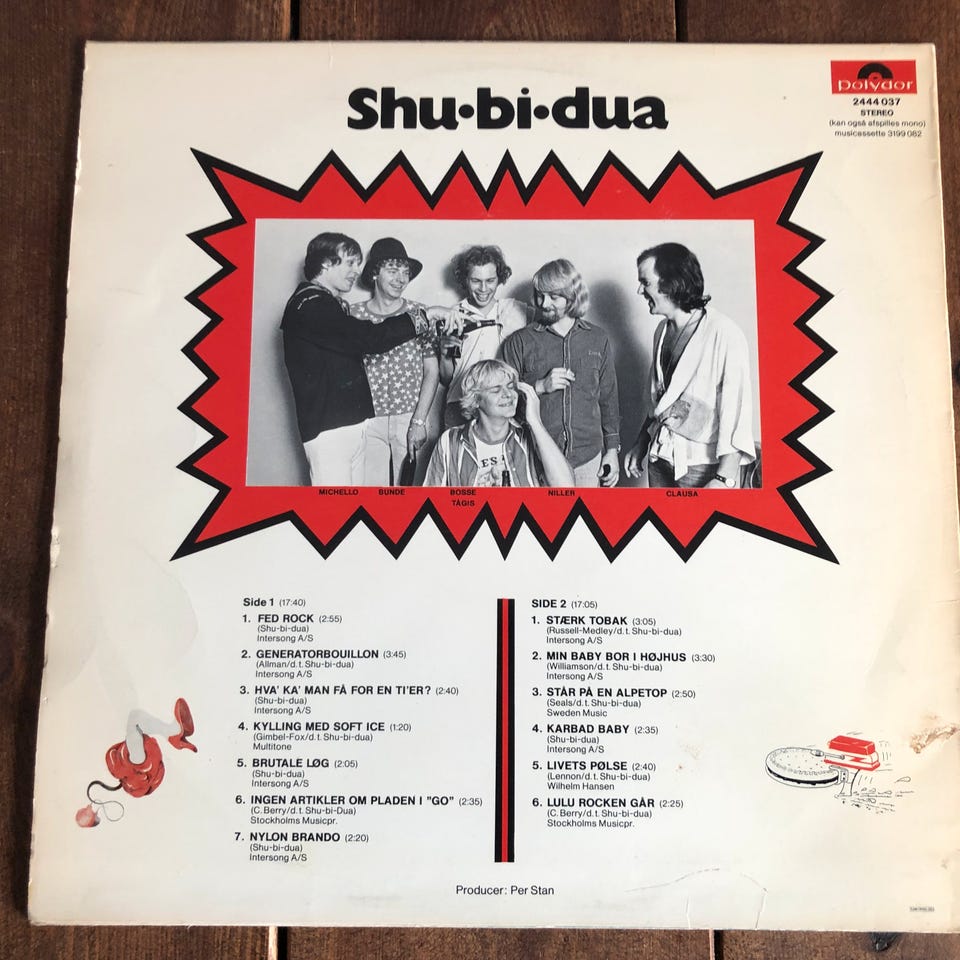 Shu•bi•dua
polydor
2444 037
STEREO
(kan også afspilles mono)
musicassette 3199 082
MICHELLO BUNDE BOSSE NILLER CLAUSA
TÅGIS
Side 1 (17:40)
1. FED ROCK (2:55)
(Shu-bi-dua)
Intersong A/S
2. GENERATORBOUILLON (3:45)
(Allman/d.t. Shu-bi-dua)
Intersong A/S
3. HVA' KA' MAN FÅ FOR EN TI'ER? (2:40)
(Shu-bi-dua)
Intersong A/S
4. KYLLING MED SOFT ICE (1:20)
(Gimbel-Fox/d.t. Shu-bi-dua)
Multitone
5. BRUTALE LØG (2:05)
(Shu-bi-dua)
Intersong A/S
6. INGEN ARTIKLER OM PLADEN I "GO" (2:35)
(C. Berry/d.t. Shu-bi-Dua)
Stockholms Musicpr.
7. NYLON BRANDO (2:20)
(Shu-bi-dua)
Intersong A/S
SIDE 2 (17:05)
1. STÆRK TOBAK (3:05)
(Russell-Medley/d.t. Shu-bi-dua)
Intersong A/S
2. MIN BABY BOR I HØJHUS (3:30)
(Williamson/d.t. Shu-bi-dua)
Intersong A/S
3. STÅR PÅ EN ALPETOP (2:50)
(Seals/d.t. Shu-bi-dua)
Sweden Music
4. KARBAD BABY (2:35)
(Shu-bi-dua)
Intersong A/S
5. LIVETS PØLSE (2:40)
(Lennon/d.t. Shu-bi-dua)
Wilhelm Hansen
6. LULU ROCKEN GÅR (2:25)
(C. Berry/d.t. Shu-bi-dua)
Stockholms Musicpr.
Producer: Per Stan